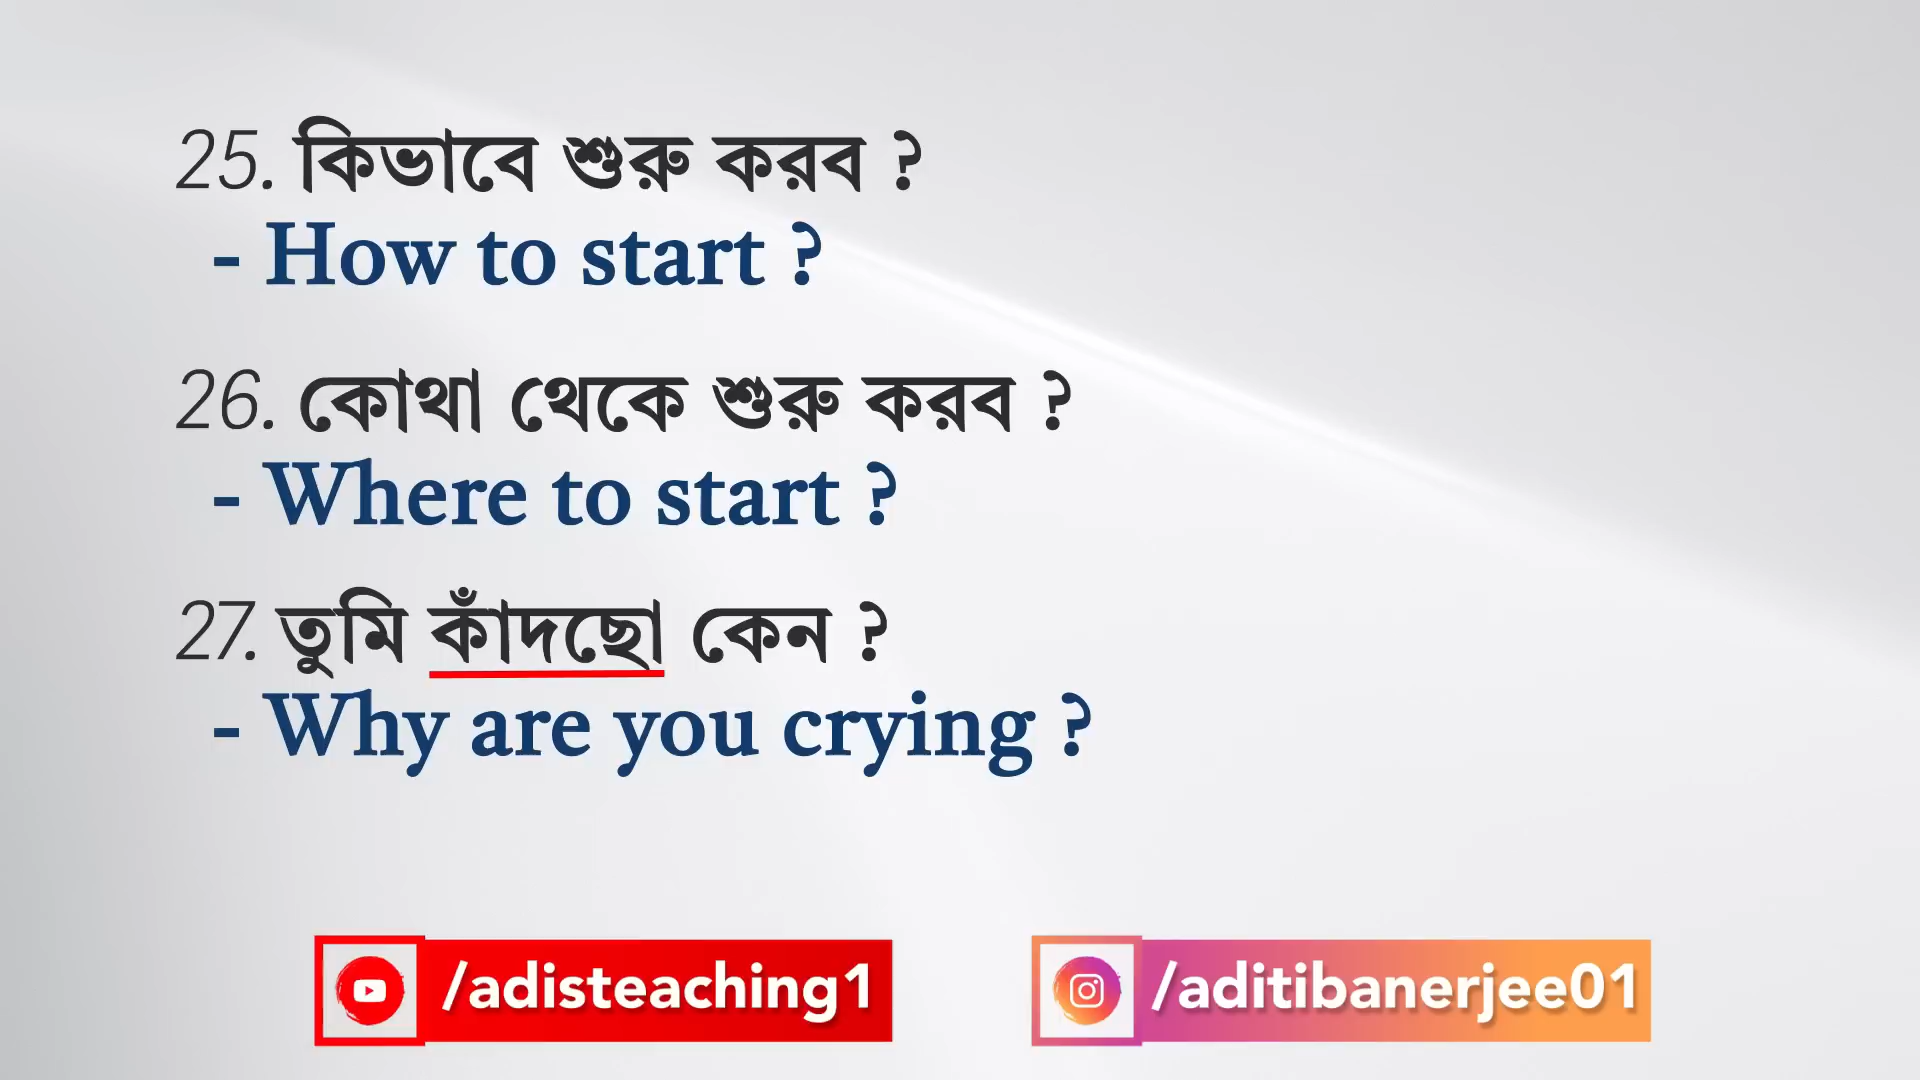 25. কিভাবে শুরু করব ?
- How to start ?
26. কোথা থেকে শুরু করব ?
- Where to start ?
27. তুমি কাঁদছো কেন ?
- Why are you crying ?
/adisteaching1
/aditibanerjee01